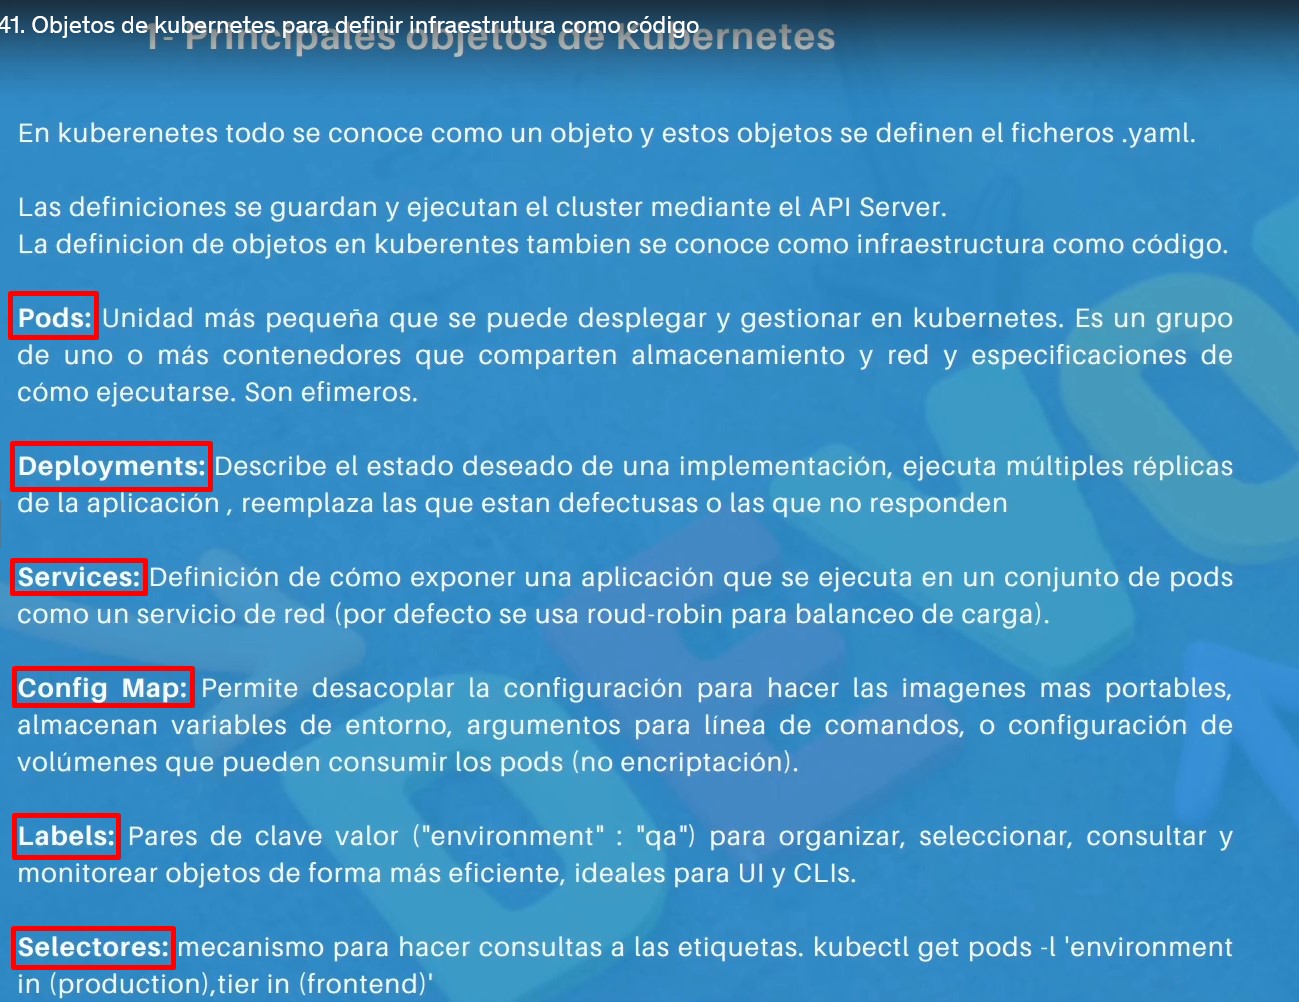 41. Objetos de kubernetes para definir infraestrutura como código
1- Principales objetos de Kubernetes
En kuberenetes todo se conoce como un objeto y estos objetos se definen el ficheros .yaml.
Las definiciones se guardan y ejecutan el cluster mediante el API Server.
La definicion de objetos en kuberentes tambien se conoce como infraestructura como código.
Pods: Unidad más pequeña que se puede desplegar y gestionar en kubernetes. Es un grupo
de uno o más contenedores que comparten almacenamiento y red y especificaciones de
cómo ejecutarse. Son efimeros.
Deployments: Describe el estado deseado de una implementación, ejecuta múltiples réplicas
de la aplicación , reemplaza las que estan defectusas o las que no responden
Services: Definición de cómo exponer una aplicación que se ejecuta en un conjunto de pods
como un servicio de red (por defecto se usa roud-robin para balanceo de carga).
Config Map: Permite desacoplar la configuración para hacer las imagenes mas portables,
almacenan variables de entorno, argumentos para línea de comandos, o configuración de
volúmenes que pueden consumir los pods (no encriptación).
Labels: Pares de clave valor ("environment" : "qa") para organizar, seleccionar, consultar y
monitorear objetos de forma más eficiente, ideales para UI y CLIs.
Selectores: mecanismo para hacer consultas a las etiquetas. kubectl get pods -l 'environment
in (production),tier in (frontend)'